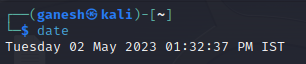 ┌──(ganesh㉿kali)-[~]
└─$ date
Tuesday 02 May 2023 01:32:37 PM IST